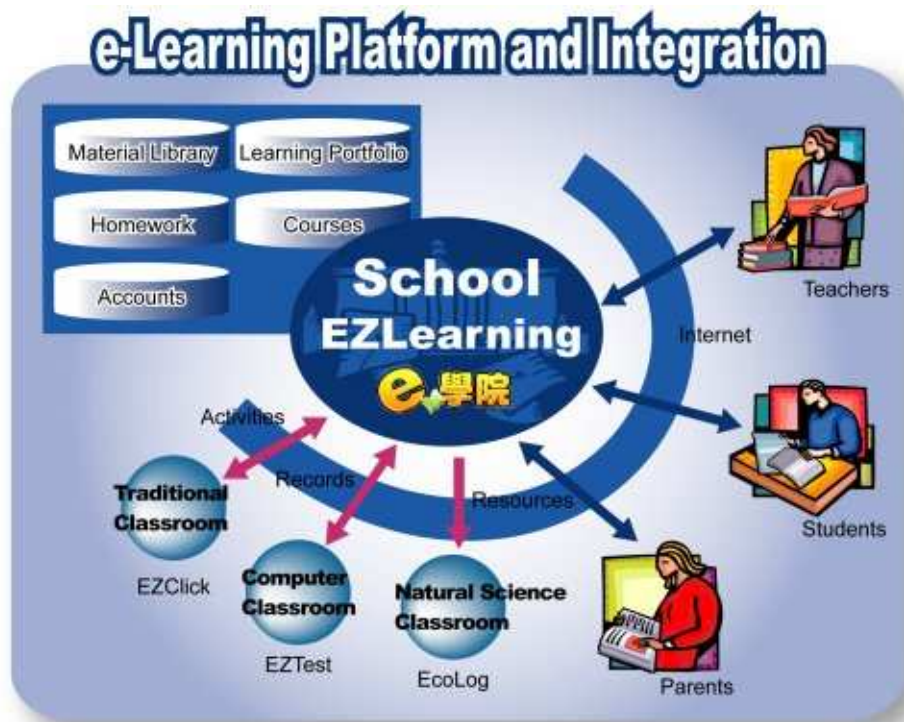 e-Learning Platform and Integration
Material Library
Learning Portfolio
Homework
Courses
Accounts
School
EZLearning
e學院
Teachers
Internet
Students
Activities
Records
Resources
Traditional
Classroom
EZClick
Computer
Classroom
EZTest
Natural Science
Classroom
EcoLog
Parents